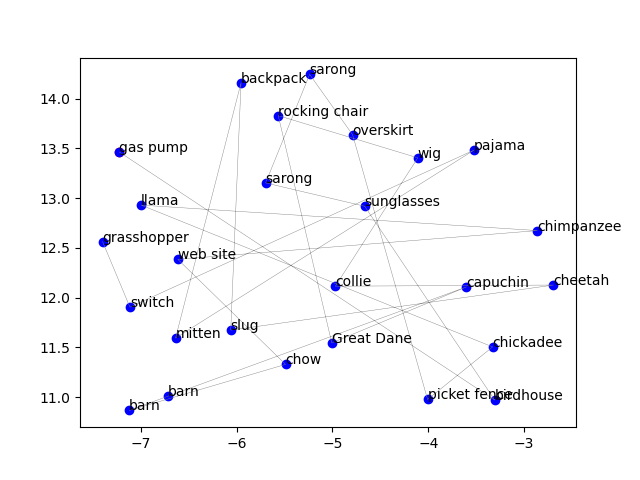 sarong
backpack
14.0
rocking chair
overskirt
gas pump
pajama
wig
13.5
sarong
llama
sunglasses
13.0
chimpanzee
grasshopper
web site
12.5
collie
capuchin
cheetah
switch
12.0
slug
mitten
Great Dane
chickadee
11.5
chow
barn
picket fence
birdhouse
barn
11.0
−7
−6
−5
−4
−3